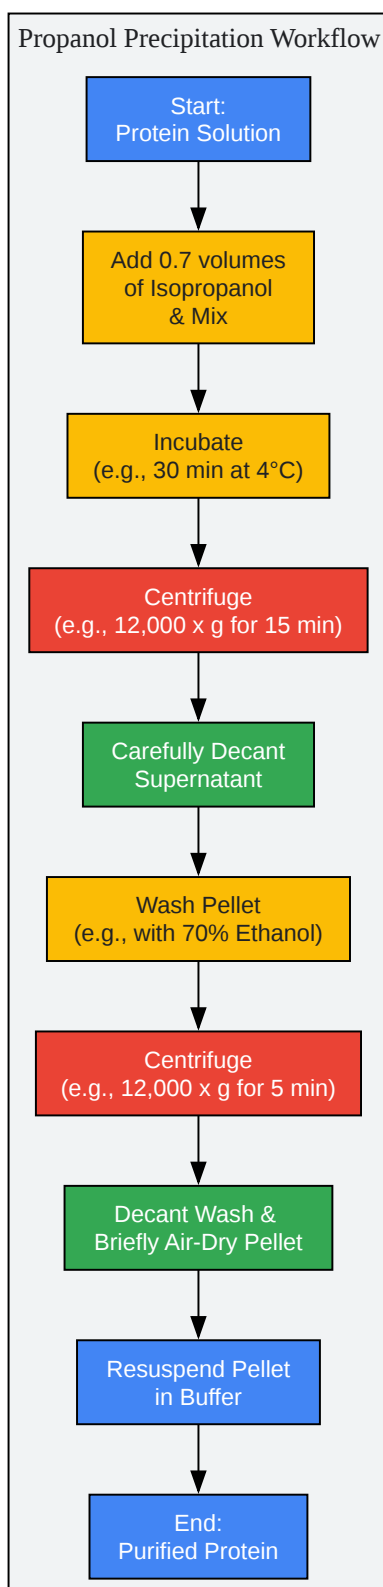 Propanol Precipitation Workflow
Start:
Protein Solution
Add 0.7 volumes
of Isopropanol
& Mix
Incubate
(e.g., 30 min at 4°C)
Centrifuge
(e.g., 12,000 x g for 15 min)
Carefully Decant
Supernatant
Wash Pellet
(e.g., with 70% Ethanol)
Centrifuge
(e.g., 12,000 x g for 5 min)
Decant Wash &
Briefly Air-Dry Pellet
Resuspend Pellet
in Buffer
End:
Purified Protein